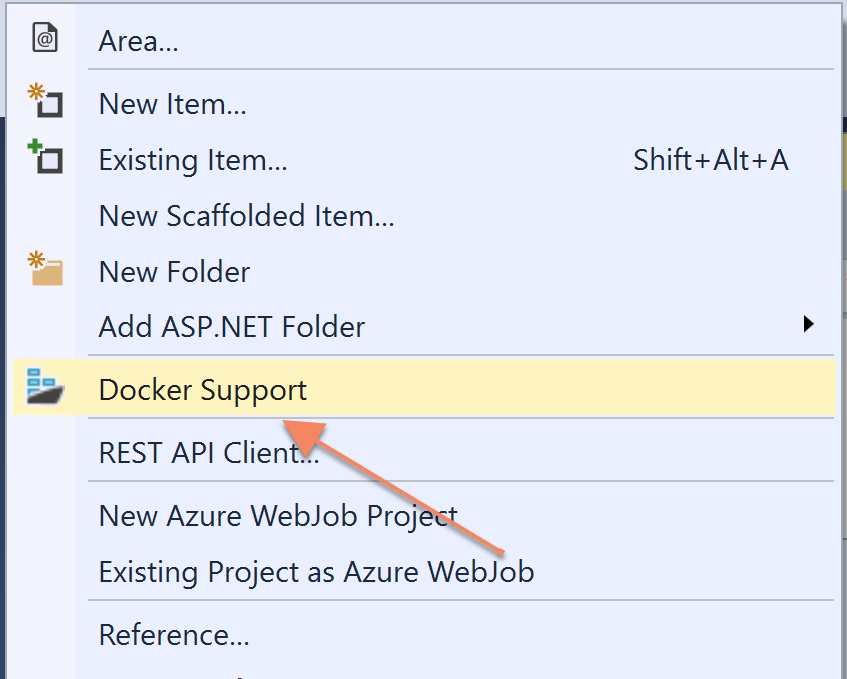 Area...
New Item...
Existing Item... Shift+Alt+A
New Scaffolded Item...
New Folder
Add ASP.NET Folder
Docker Support
REST API Client...
New Azure WebJob Project
Existing Project as Azure WebJob
Reference...